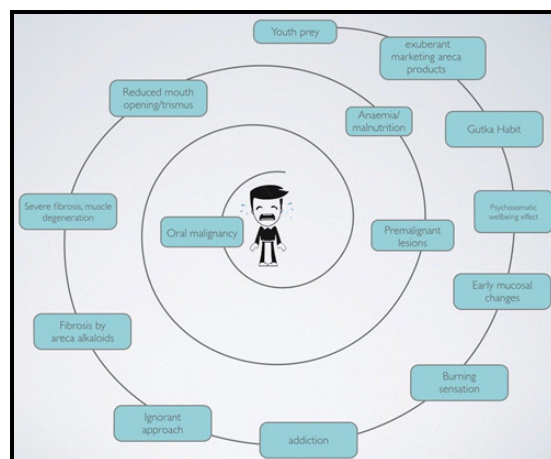 Youth prey
exuberant
marketing areca
products
Gutka Habit
Psychosomatic
wellbeing effect
Early mucosal
changes
Burning
sensation
addiction
Ignorant
approach
Fibrosis by
areca alkaloids
Severe fibrosis, muscle
degeneration
Reduced mouth
opening/trismus
Anaemia/
malnutrition
Premalignant
lesions
Oral malignancy